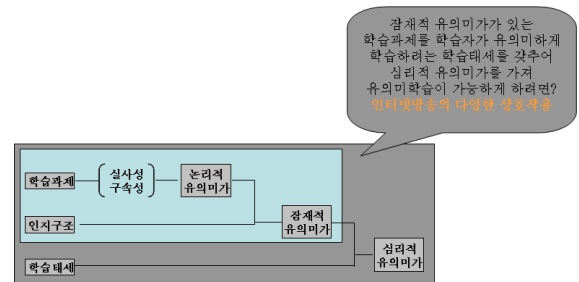 잠재적 유의미가가 있는
학습과제를 학습자가 유의미하게
학습하려는 학습태세를 갖추어
심리적 유의미가를 가져
유의미학습이 가능하게 하려면?
인터넷방송의 다양한 상호작용
학습과제
실사성
구속성
논리적
유의미가
인지구조
잠재적
유의미가
심리적
유의미가
학습태세